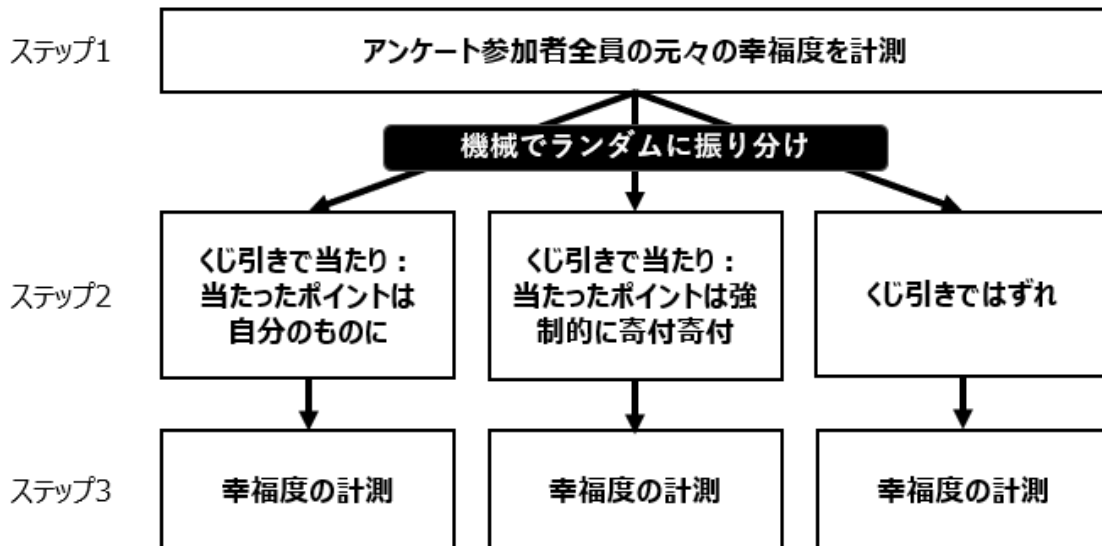 ステップ1
アンケート参加者全員の元々の幸福度を計測
機械でランダムに振り分け
ステップ2
くじ引きで当たり：
当たったポイントは
自分のものに
くじ引きで当たり：
当たったポイントは強
制的に寄付寄付
くじ引きではずれ
ステップ3
幸福度の計測
幸福度の計測
幸福度の計測